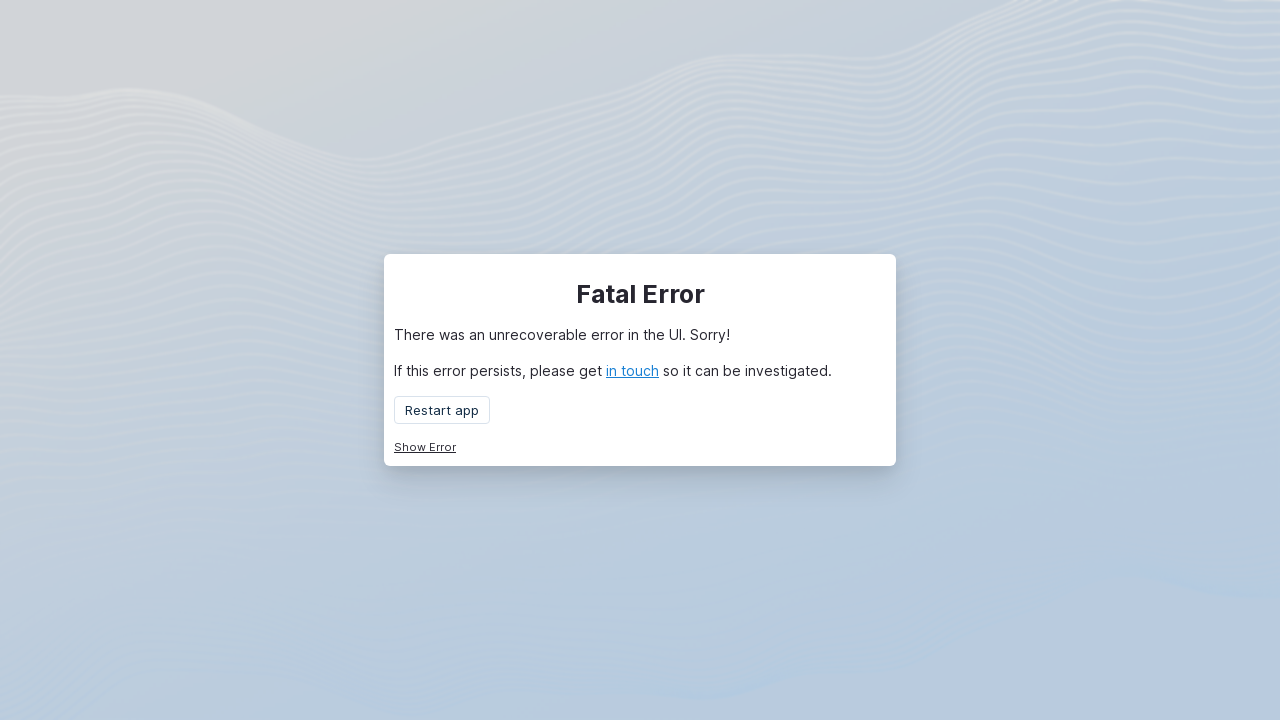 Fatal Error
There was an unrecoverable error in the UI. Sorry!
If this error persists, please get in touch so it can be investigated.
Restart app
Show Error